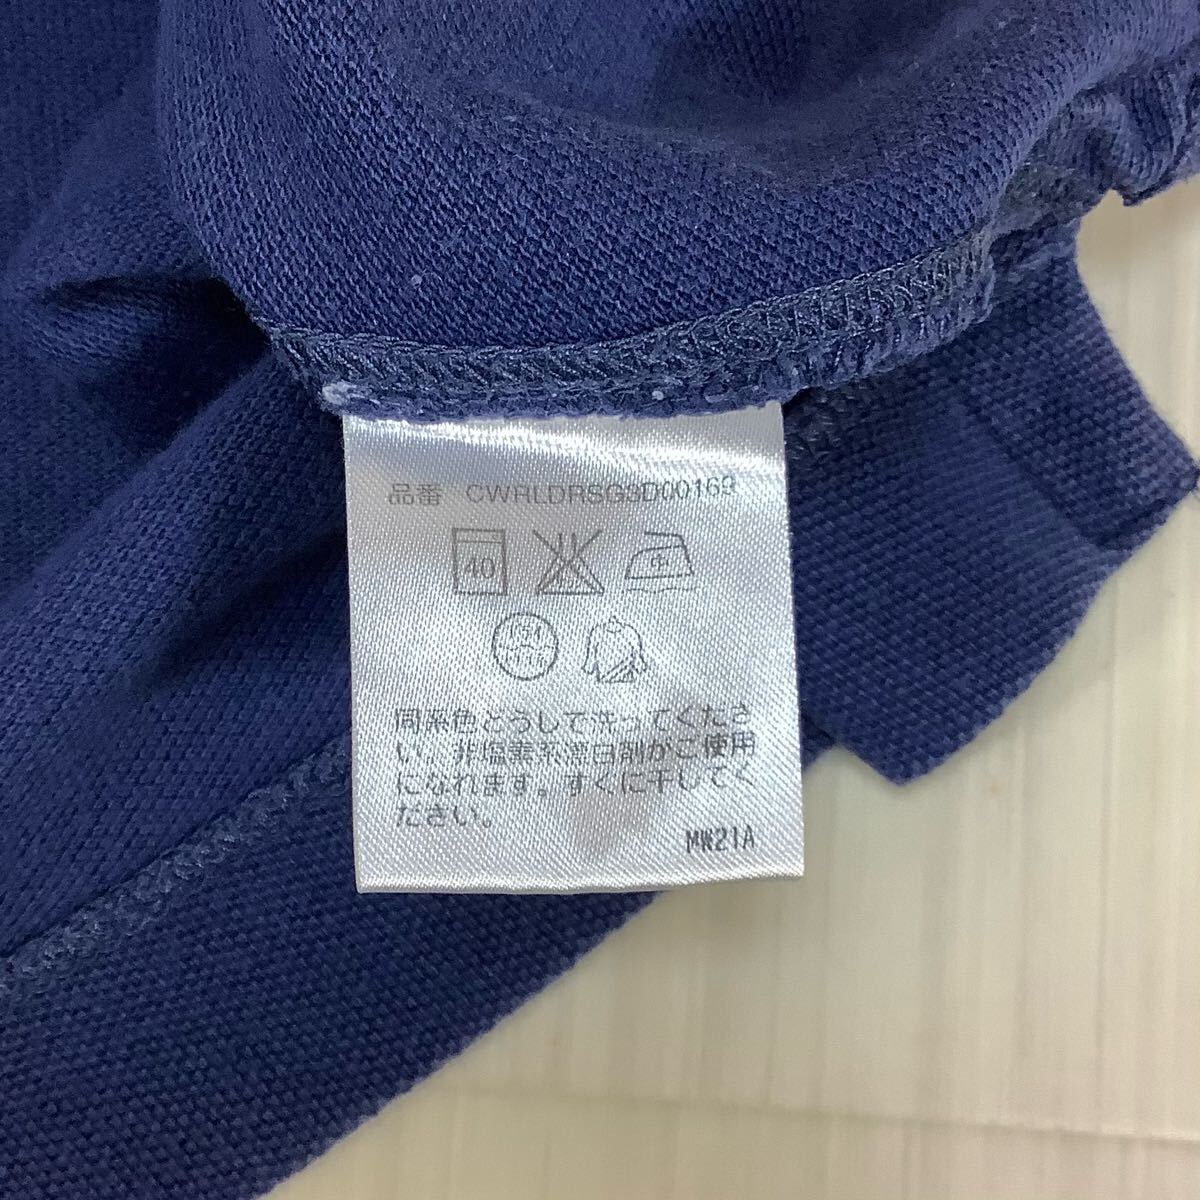 品番 CWRLDRSG3D00169
40
中
同系色どうして洗ってくださ
い。非塩素系漂白剤がご使用
になれます。すぐに干してく
ださい。
MW21A